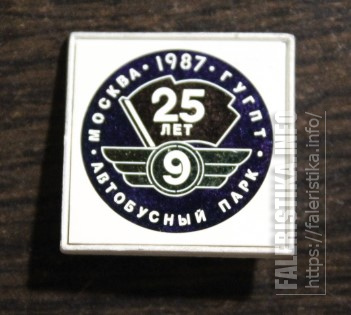 МОСКВА · 1987 · ГУГПТ
25
ЛЕТ
9
· АВТОБУСНЫЙ ПАРК ·
FALERISTIKA.INFO
https://faleristika.info/